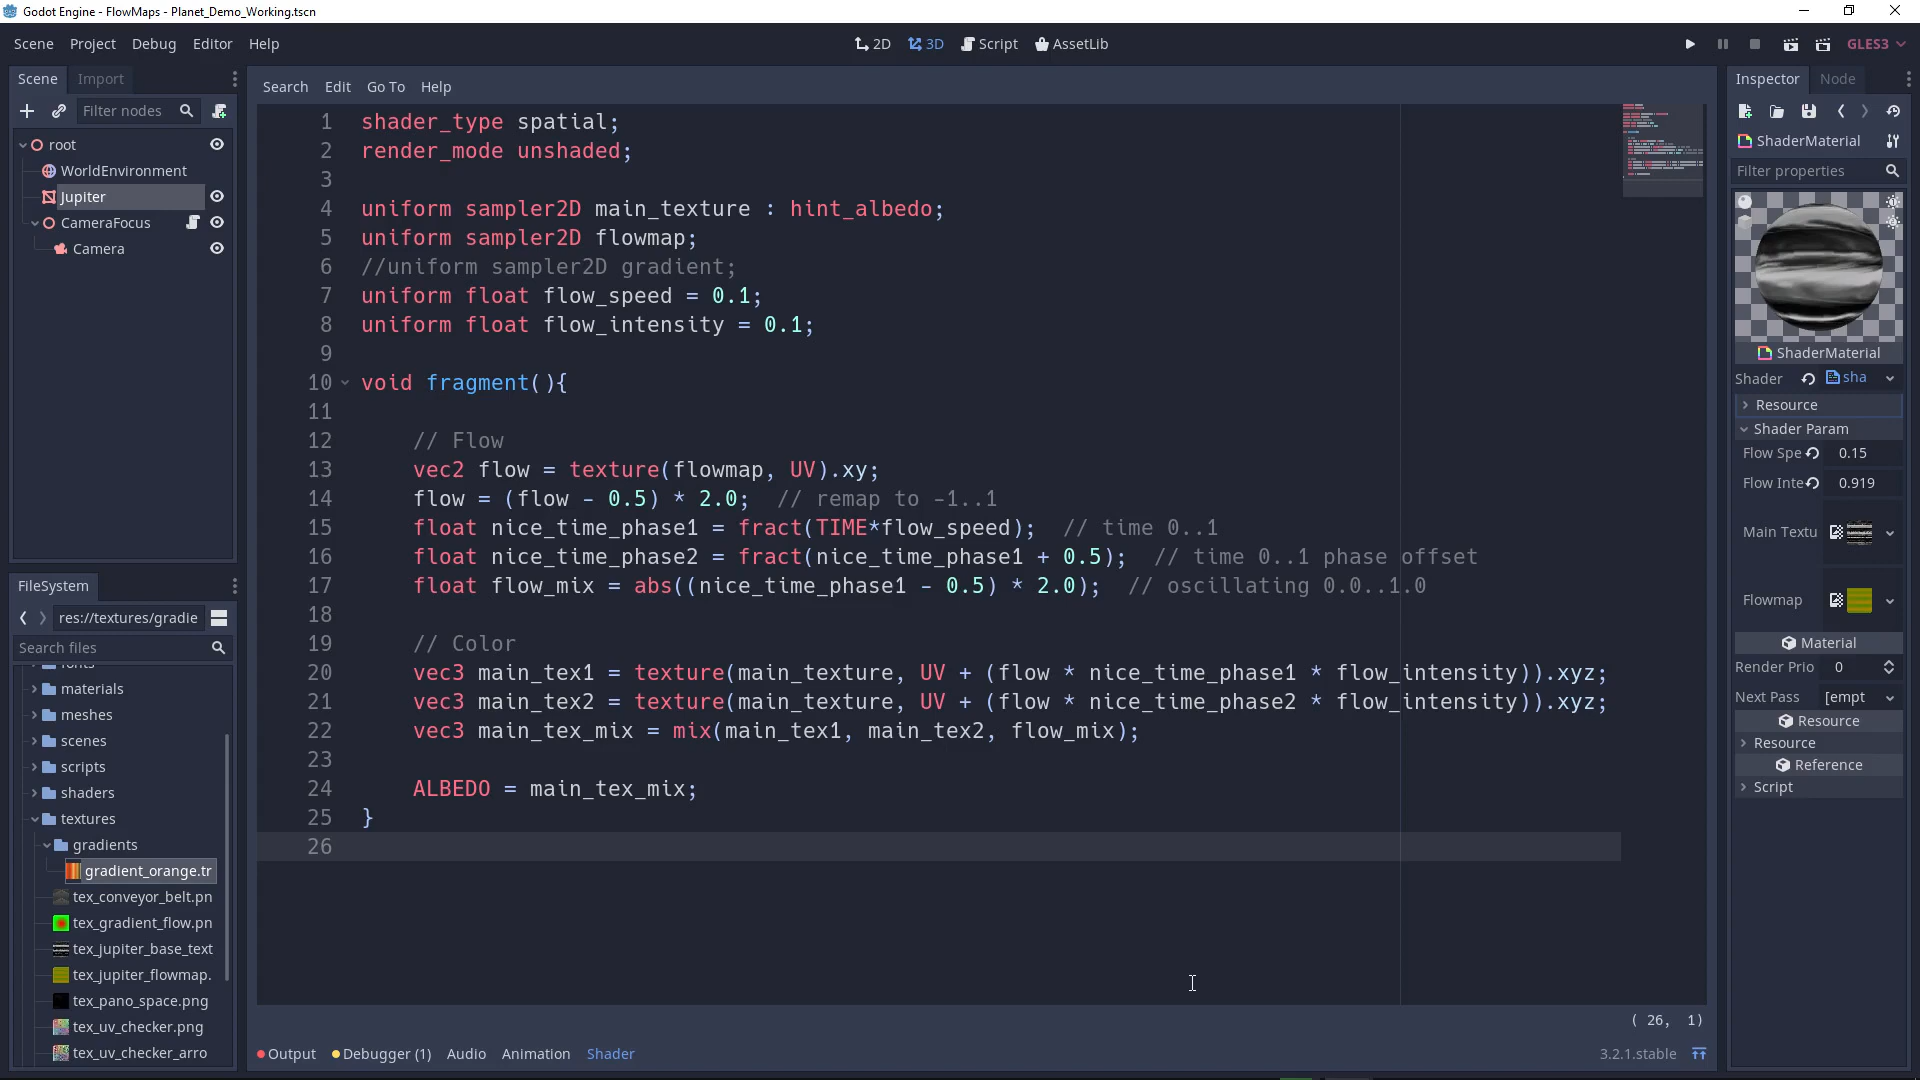 Godot Engine - FlowMaps - Planet_Demo_Working.tscn
Scene Project Debug Editor Help
2D 3D Script AssetLib
GLES3
Scene Import
Filter nodes
root
WorldEnvironment
Jupiter
CameraFocus
Camera
FileSystem
res://textures/gradie
Search files
materials
meshes
scenes
scripts
shaders
textures
gradients
gradient_orange.tr
tex_conveyor_belt.pn
tex_gradient_flow.pn
tex_jupiter_base_text
tex_jupiter_flowmap.
tex_pano_space.png
tex_uv_checker.png
tex_uv_checker_arro
Search Edit Go To Help
1 shader_type spatial;
2 render_mode unshaded;
3
4 uniform sampler2D main_texture : hint_albedo;
5 uniform sampler2D flowmap;
6 //uniform sampler2D gradient;
7 uniform float flow_speed = 0.1;
8 uniform float flow_intensity = 0.1;
9
10 void fragment(){
11
12 // Flow
13 vec2 flow = texture(flowmap, UV).xy;
14 flow = (flow - 0.5) * 2.0; // remap to -1..1
15 float nice_time_phase1 = fract(TIME*flow_speed); // time 0..1
16 float nice_time_phase2 = fract(nice_time_phase1 + 0.5); // time 0..1 phase offset
17 float flow_mix = abs((nice_time_phase1 - 0.5) * 2.0); // oscillating 0.0..1.0
18
19 // Color
20 vec3 main_tex1 = texture(main_texture, UV + (flow * nice_time_phase1 * flow_intensity)).xyz;
21 vec3 main_tex2 = texture(main_texture, UV + (flow * nice_time_phase2 * flow_intensity)).xyz;
22 vec3 main_tex_mix = mix(main_tex1, main_tex2, flow_mix);
23
24 ALBEDO = main_tex_mix;
25 }
26
( 26, 1)
Output Debugger (1) Audio Animation Shader
3.2.1.stable
Inspector Node
ShaderMaterial
Filter properties
ShaderMaterial
Shader sha
Resource
Shader Param
Flow Spe 0.15
Flow Inte 0.919
Main Textu
Flowmap
Material
Render Prio 0
Next Pass [empt
Resource
Resource
Reference
Script